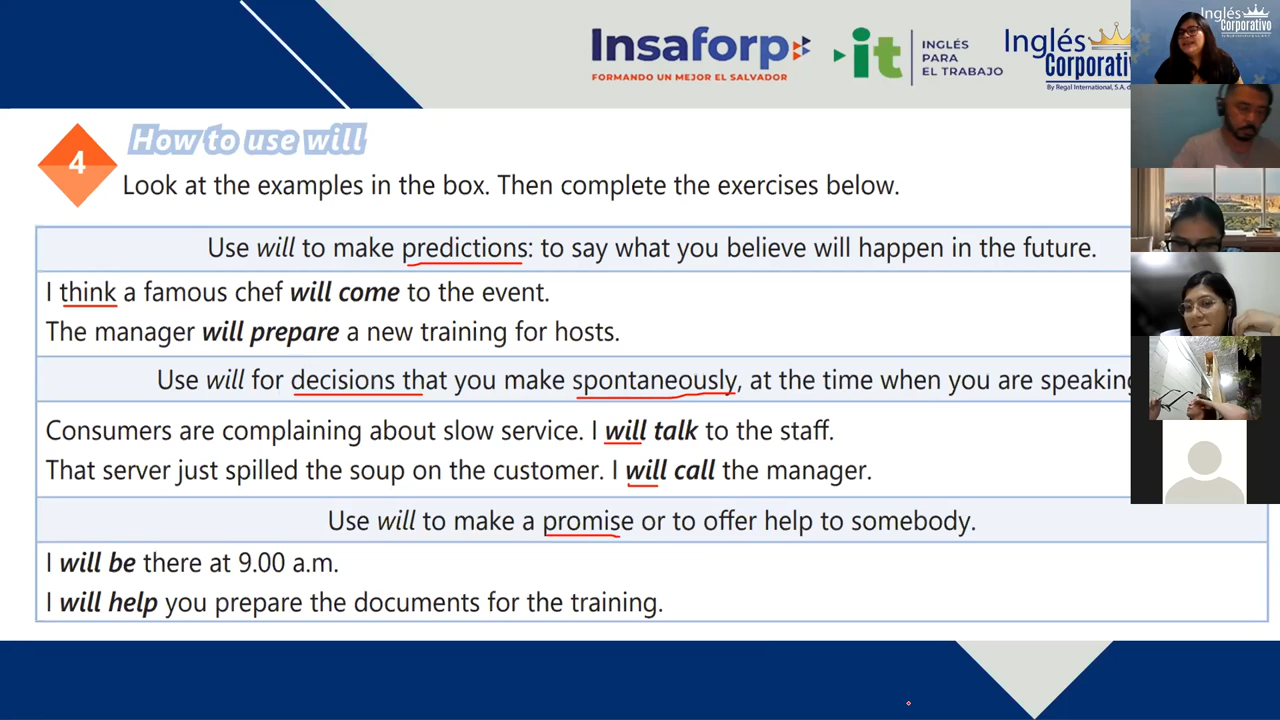 Insaforp
FORMANDO UN MEJOR EL SALVADOR
it
INGLÉS
PARA
EL TRABAJO
Inglés
Corporativ
By Regal International, S.A. d
Inglés
Corporativo
4
How to use will
Look at the examples in the box. Then complete the exercises below.
Use will to make predictions: to say what you believe will happen in the future.
I think a famous chef will come to the event.
The manager will prepare a new training for hosts.
Use will for decisions that you make spontaneously, at the time when you are speaking
Consumers are complaining about slow service. I will talk to the staff.
That server just spilled the soup on the customer. I will call the manager.
Use will to make a promise or to offer help to somebody.
I will be there at 9.00 a.m.
I will help you prepare the documents for the training.